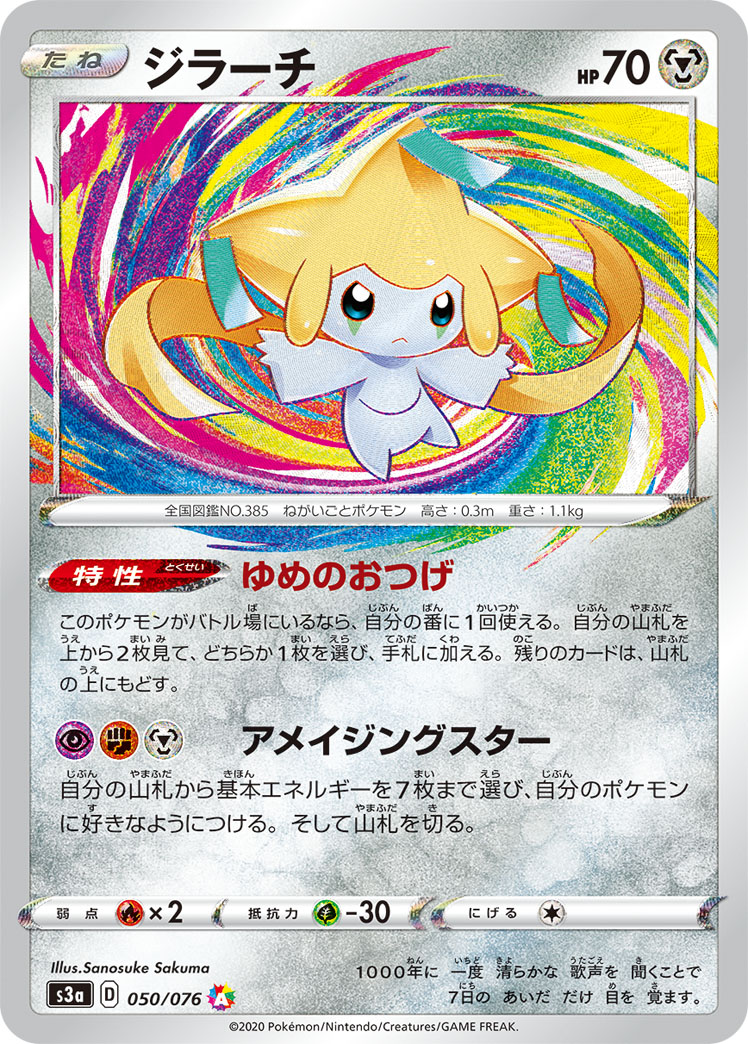 たね ジラーチ HP70
全国図鑑NO.385 ねがいごとポケモン 高さ:0.3m 重さ:1.1kg
特性 とくせい ゆめのおつげ
このポケモンがバトル場にいるなら、自分の番に1回使える。自分の山札を
上から2枚見て、どちらか1枚を選び、手札に加える。残りのカードは、山札
の上にもどす。
アメイジングスター
自分の山札から基本エネルギーを7枚まで選び、自分のポケモン
に好きなようにつける。そして山札を切る。
弱点 ×2 抵抗力 -30 にげる
Illus.Sanosuke Sakuma
1000年に 一度 清らかな 歌声を 聞くことで
7日の あいだ だけ 目を 覚ます。
s3a D 050/076 A
©2020 Pokémon/Nintendo/Creatures/GAME FREAK.